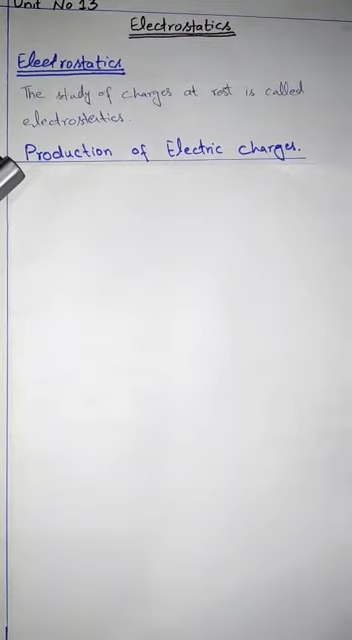 Unit No 13
Electrostatics
Electrostatics
The study of charges at rest is called
electrostatics.
Production of Electric charges.